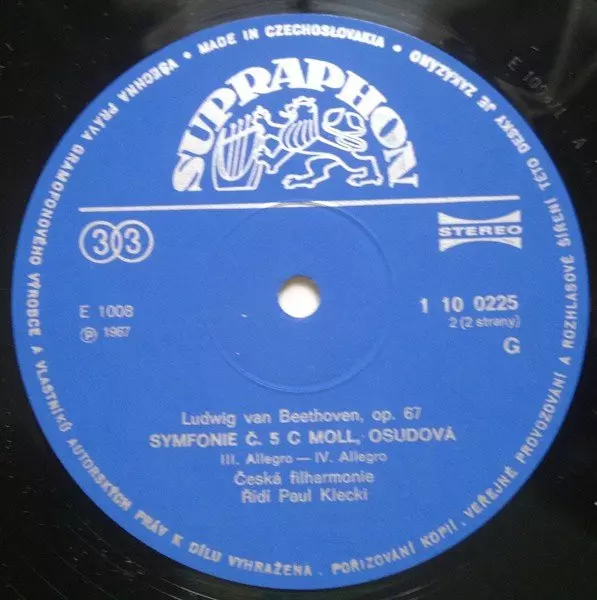 VŠECHNA PRÁVA GRAMOFONOVÉHO VÝROBCE A VLASTNÍKŮ AUTORSKÝCH PRÁV K DÍLU VYHRAŽENA . POŘIZOVÁNÍ KOPIÍ, VEŘEJNÉ PROVOZOVÁNÍ A ROZHLASOVÉ ŠÍŘENÍ TÉTO DESKY JE ZAKÁZÁNO • MADE IN CZECHOSLOVAKIA •
SUPRAPHON
33
STEREO
E 1008
1 10 0225
Ⓟ 1967
2 (2 strany)
G
Ludwig van Beethoven, op. 67
SYMFONIE Č. 5 C MOLL, OSUDOVÁ
III. Allegro — IV. Allegro
Česká filharmonie
Řídí Paul Klecki